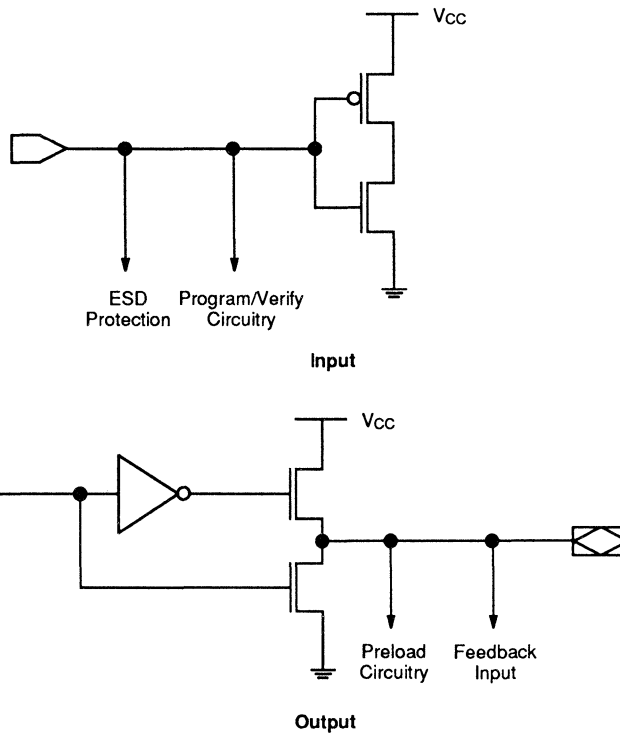 VCC
ESD
Protection
Program/Verify
Circuitry
Input
VCC
Preload
Circuitry
Feedback
Input
Output